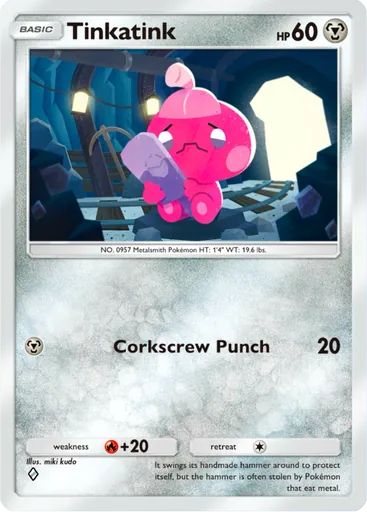 BASIC
Tinkatink
HP 60
NO. 0957 Metalsmith Pokémon HT: 1'4" WT: 19.6 lbs.
Corkscrew Punch 20
weakness +20
retreat
Illus. miki kudo
It swings its handmade hammer around to protect
itself, but the hammer is often stolen by Pokémon
that eat metal.